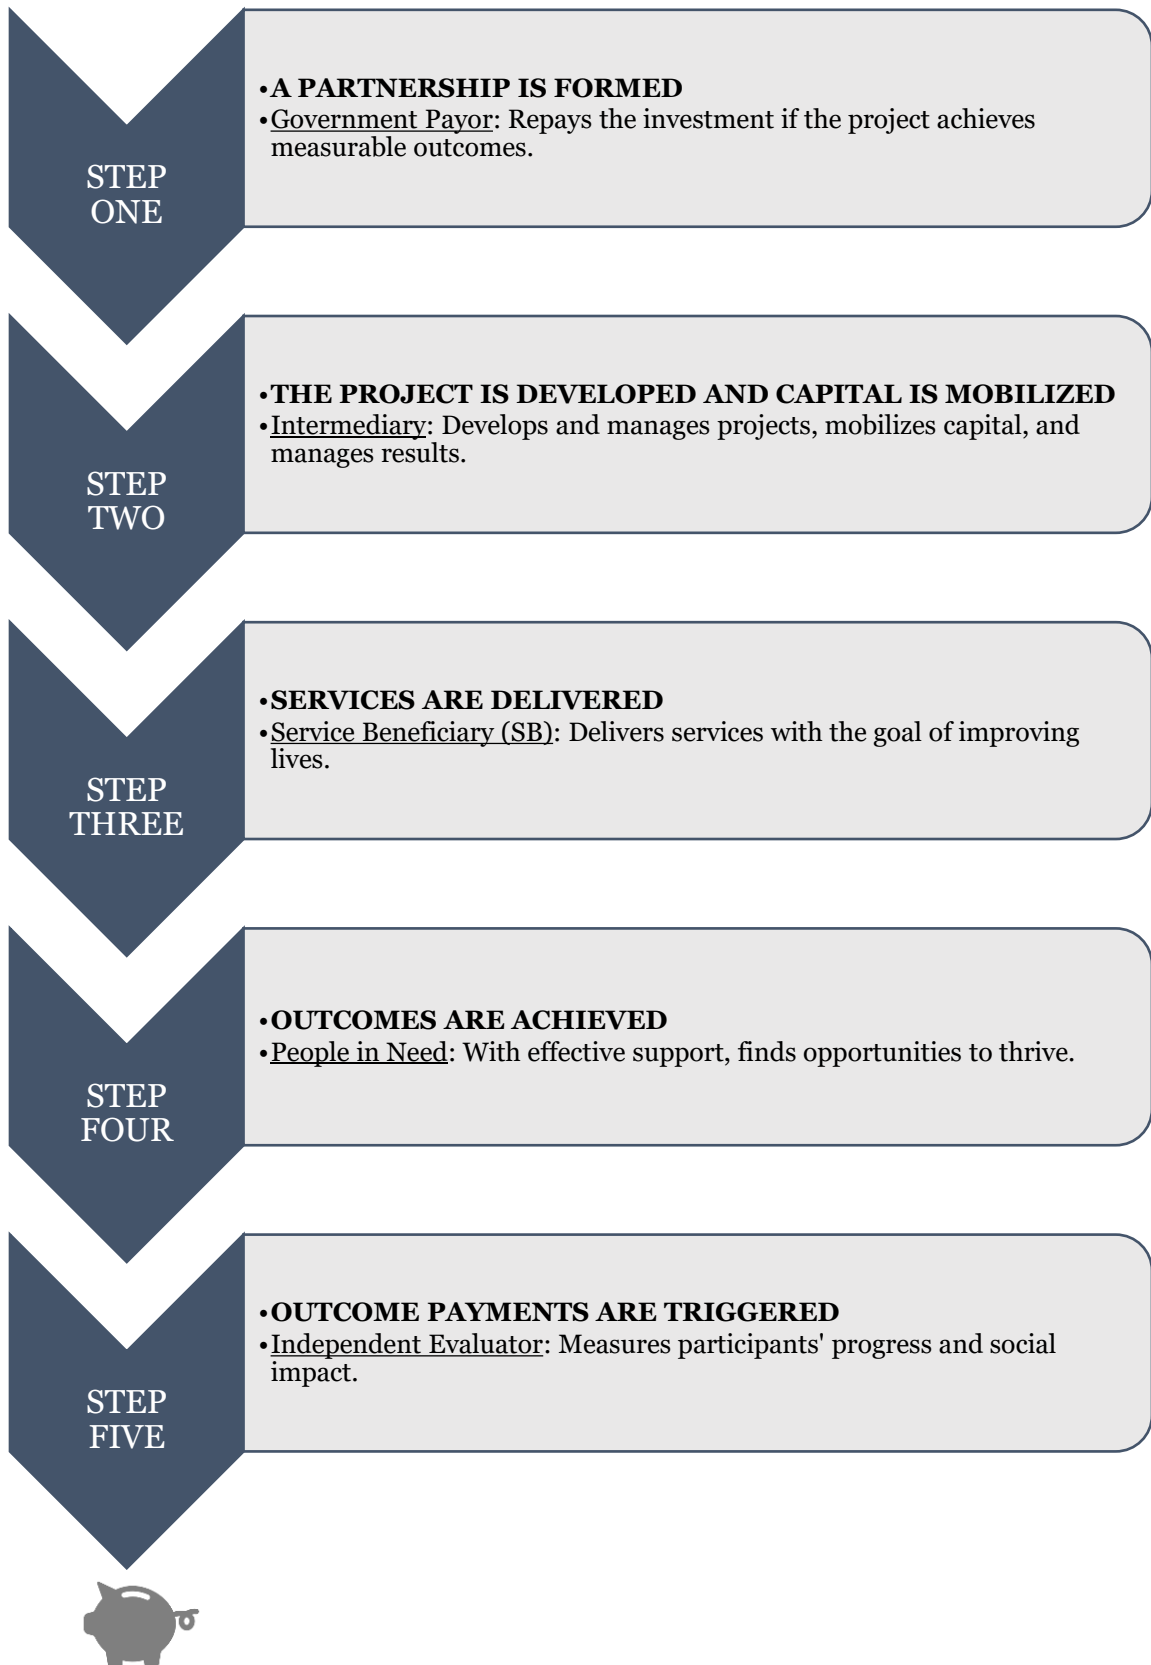 STEP
ONE
•A PARTNERSHIP IS FORMED
•Government Payor: Repays the investment if the project achieves
measurable outcomes.
STEP
TWO
•THE PROJECT IS DEVELOPED AND CAPITAL IS MOBILIZED
•Intermediary: Develops and manages projects, mobilizes capital, and
manages results.
STEP
THREE
•SERVICES ARE DELIVERED
•Service Beneficiary (SB): Delivers services with the goal of improving
lives.
STEP
FOUR
•OUTCOMES ARE ACHIEVED
•People in Need: With effective support, finds opportunities to thrive.
STEP
FIVE
•OUTCOME PAYMENTS ARE TRIGGERED
•Independent Evaluator: Measures participants' progress and social
impact.